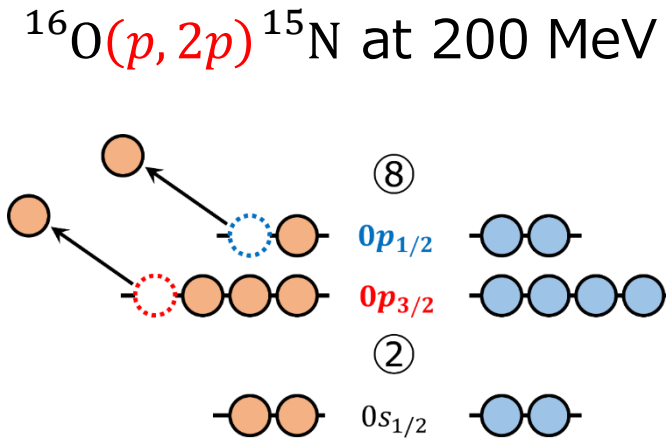 ¹⁶O(p, 2p)¹⁵N at 200 MeV
⑧
0p₁/₂
0p₃/₂
②
0s₁/₂